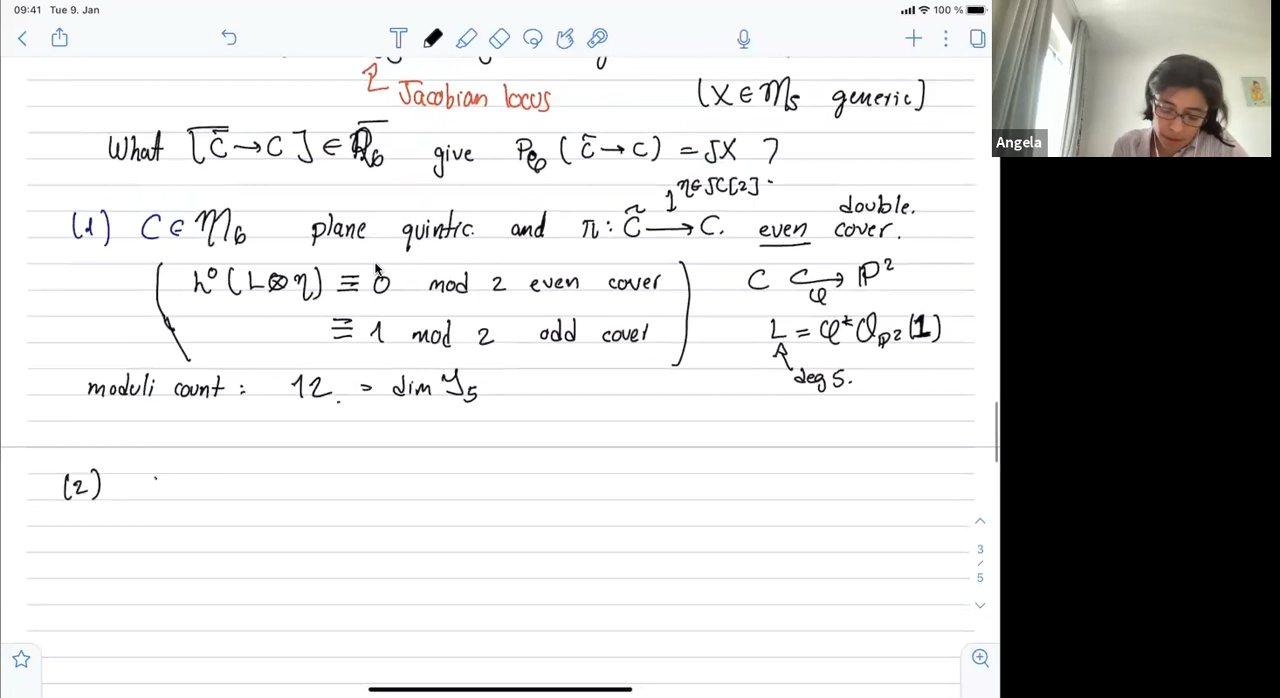 09:41 Tue 9. Jan
100 %
Jacobian locus
(X ∈ M₅ generic)
What [C̃ → C] ∈ R̄₆ give P₆(C̃ → C) = JX ?
η ∈ JC[2]
(1) C ∈ M₆ plane quintic and π : C̃ → C. even double cover.
(h⁰(L⊗η) ≡ 0 mod 2 even cover
≡ 1 mod 2 odd cover)
C ↪ P²
φ
L = φ*O_P²(1)
deg 5.
moduli count : 12. = dim J₅
(2)
3
/
5
Angela